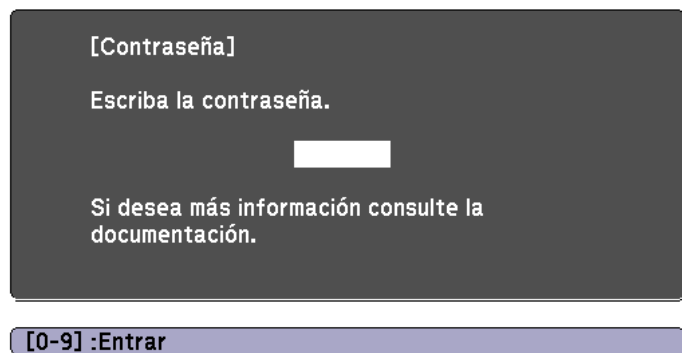 [Contraseña]
Escriba la contraseña.
Si desea más información consulte la
documentación.
[0-9] :Entrar